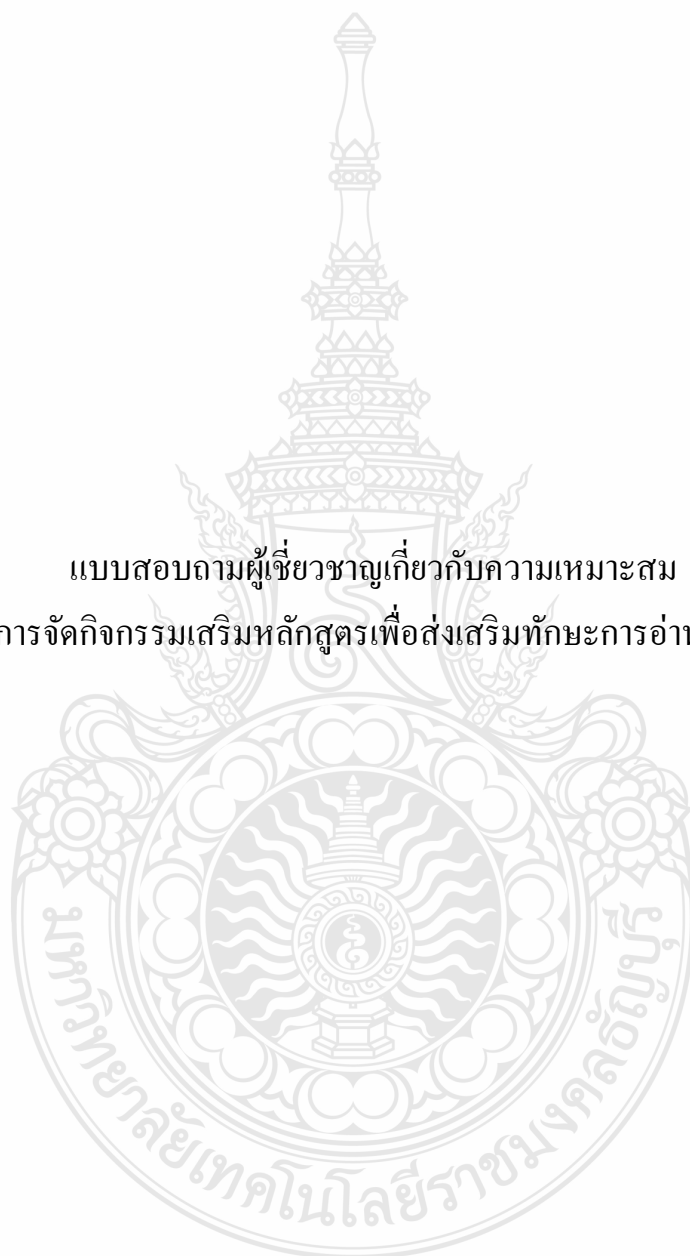 แบบสอบถามผู้เชี่ยวชาญเกี่ยวกับความเหมาะสม
การจัดกิจกรรมเสริมหลักสูตรเพื่อส่งเสริมทักษะการอ่าน
มหาวิทยาลัยเทคโนโลยีราชมงคลธัญบุรี